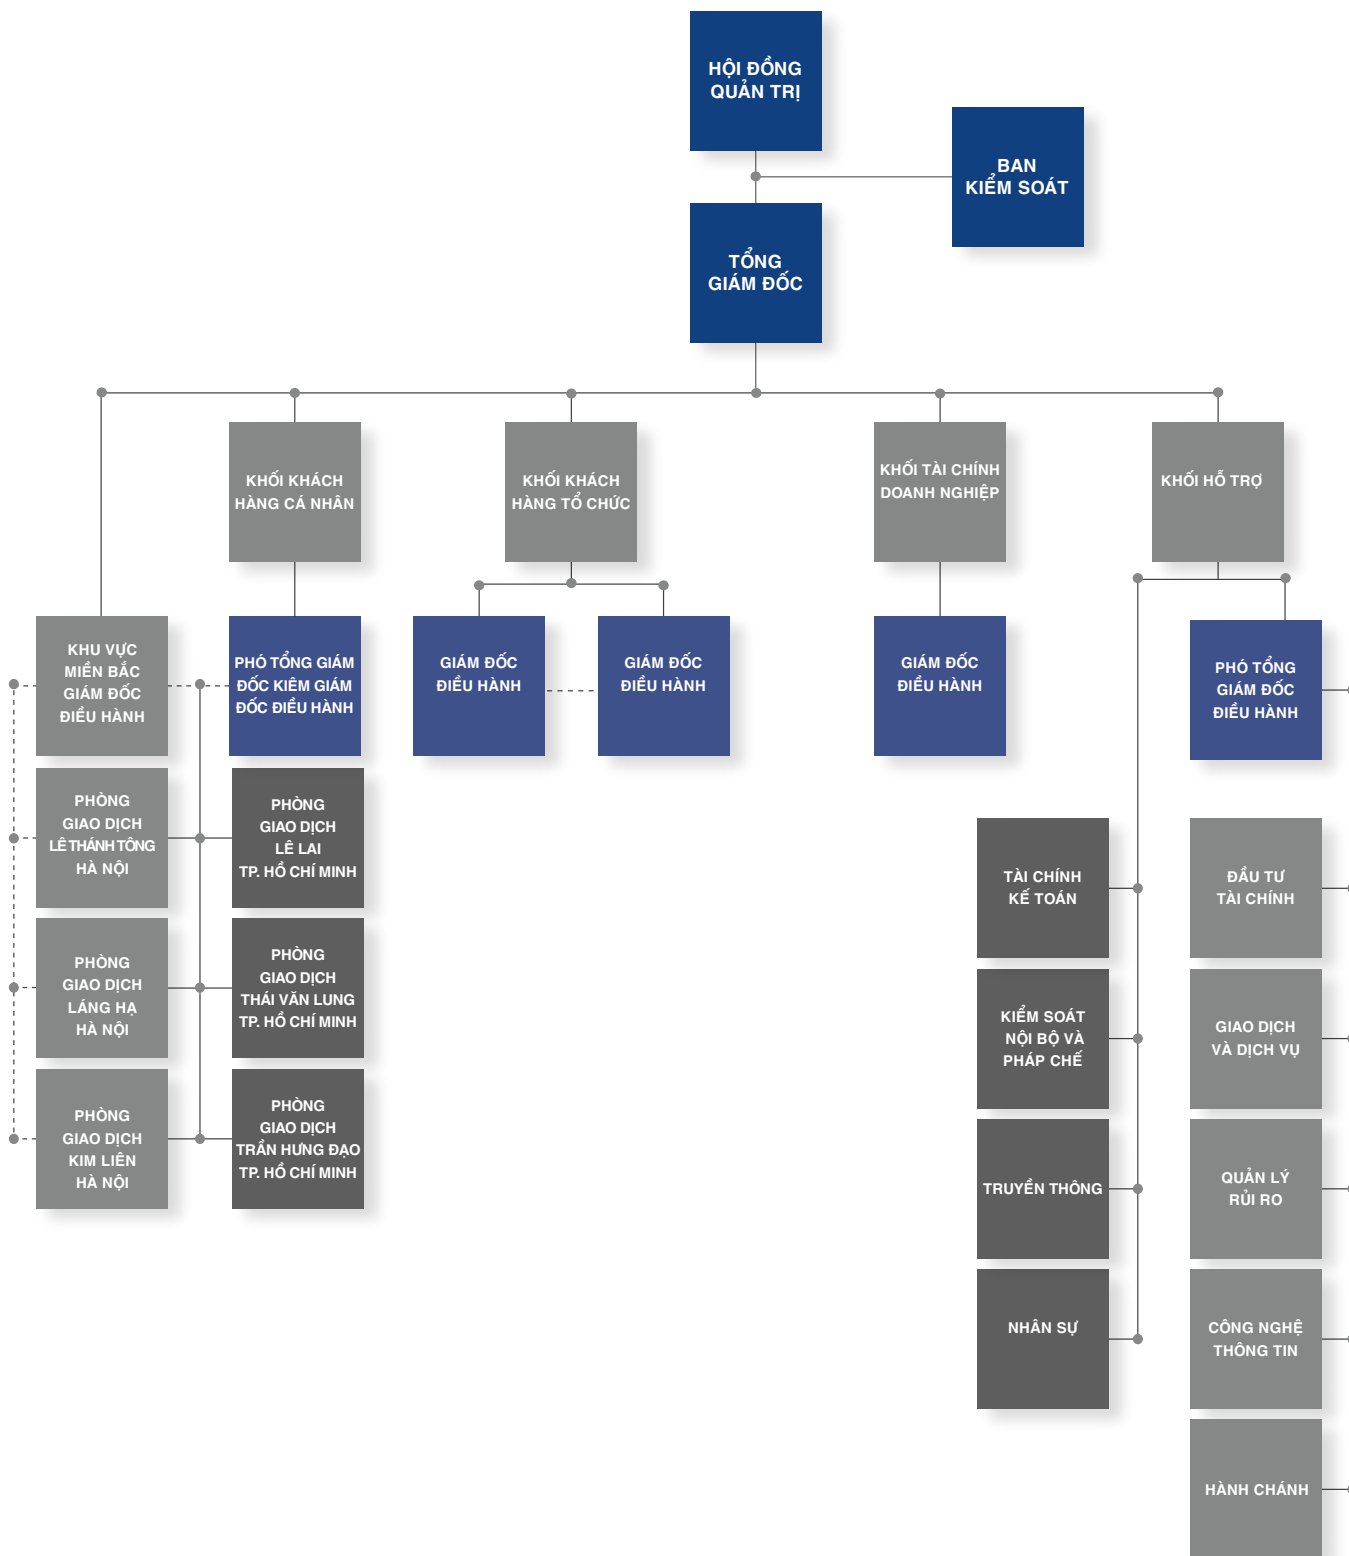 HỘI ĐỒNG
QUẢN TRỊ
BAN
KIỂM SOÁT
TỔNG
GIÁM ĐỐC
KHỐI KHÁCH
HÀNG CÁ NHÂN
KHỐI KHÁCH
HÀNG TỔ CHỨC
KHỐI TÀI CHÍNH
DOANH NGHIỆP
KHỐI HỖ TRỢ
KHU VỰC
MIỀN BẮC
GIÁM ĐỐC
ĐIỀU HÀNH
PHÓ TỔNG GIÁM
ĐỐC KIÊM GIÁM
ĐỐC ĐIỀU HÀNH
GIÁM ĐỐC
ĐIỀU HÀNH
GIÁM ĐỐC
ĐIỀU HÀNH
GIÁM ĐỐC
ĐIỀU HÀNH
PHÓ TỔNG
GIÁM ĐỐC
ĐIỀU HÀNH
PHÒNG
GIAO DỊCH
LÊ THÁNH TÔNG
HÀ NỘI
PHÒNG
GIAO DỊCH
LÊ LAI
TP. HỒ CHÍ MINH
TÀI CHÍNH
KẾ TOÁN
ĐẦU TƯ
TÀI CHÍNH
PHÒNG
GIAO DỊCH
LÁNG HẠ
HÀ NỘI
PHÒNG
GIAO DỊCH
THÁI VĂN LUNG
TP. HỒ CHÍ MINH
KIỂM SOÁT
NỘI BỘ VÀ
PHÁP CHẾ
GIAO DỊCH
VÀ DỊCH VỤ
PHÒNG
GIAO DỊCH
KIM LIÊN
HÀ NỘI
PHÒNG
GIAO DỊCH
TRẦN HƯNG ĐẠO
TP. HỒ CHÍ MINH
TRUYỀN THÔNG
QUẢN LÝ
RỦI RO
NHÂN SỰ
CÔNG NGHỆ
THÔNG TIN
HÀNH CHÁNH